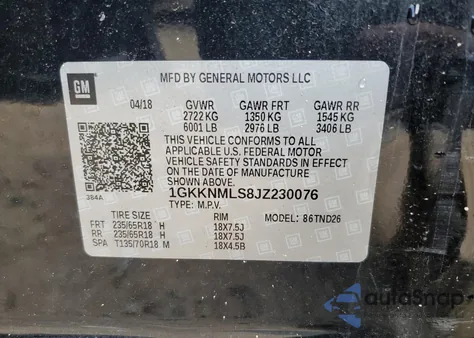 MFD BY GENERAL MOTORS LLC
GM
04/18 GVWR GAWR FRT GAWR RR
2722 KG 1350 KG 1545 KG
6001 LB 2976 LB 3406 LB
THIS VEHICLE CONFORMS TO ALL
APPLICABLE U.S. FEDERAL MOTOR
VEHICLE SAFETY STANDARDS IN EFFECT
ON THE DATE OF MANUFACTURE
SHOWN ABOVE.
1GKKNMLS8JZ230076
TYPE: M.P.V. MODEL: 86TND26
384A
TIRE SIZE RIM
FRT 235/65R18 H 18X7.5J
RR 235/65R18 H 18X7.5J
SPA T135/70R18 M 18X4.5B
autoSnap